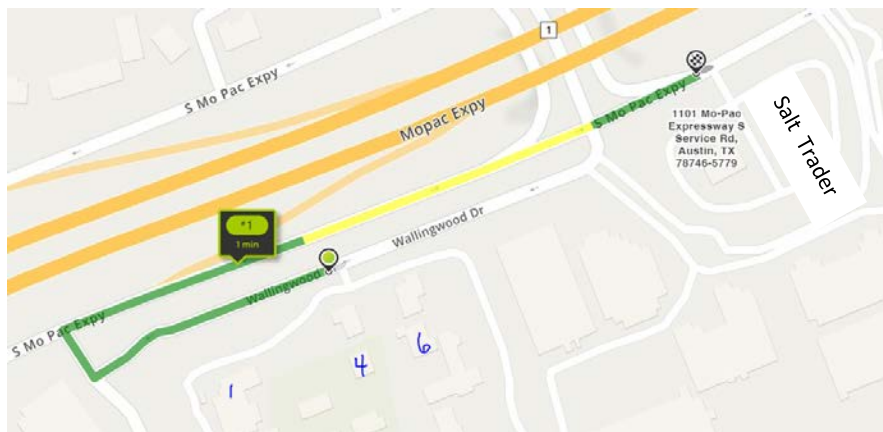 1
S Mo Pac Expy
Mopac Expy
S Mo Pac Expy
1101 Mo-Pac
Expressway S
Service Rd,
Austin, TX
78746-5779
Salt Trader
*1
1 min
Wallingwood Dr
Wallingwood
S Mo Pac Expy
1
4
6